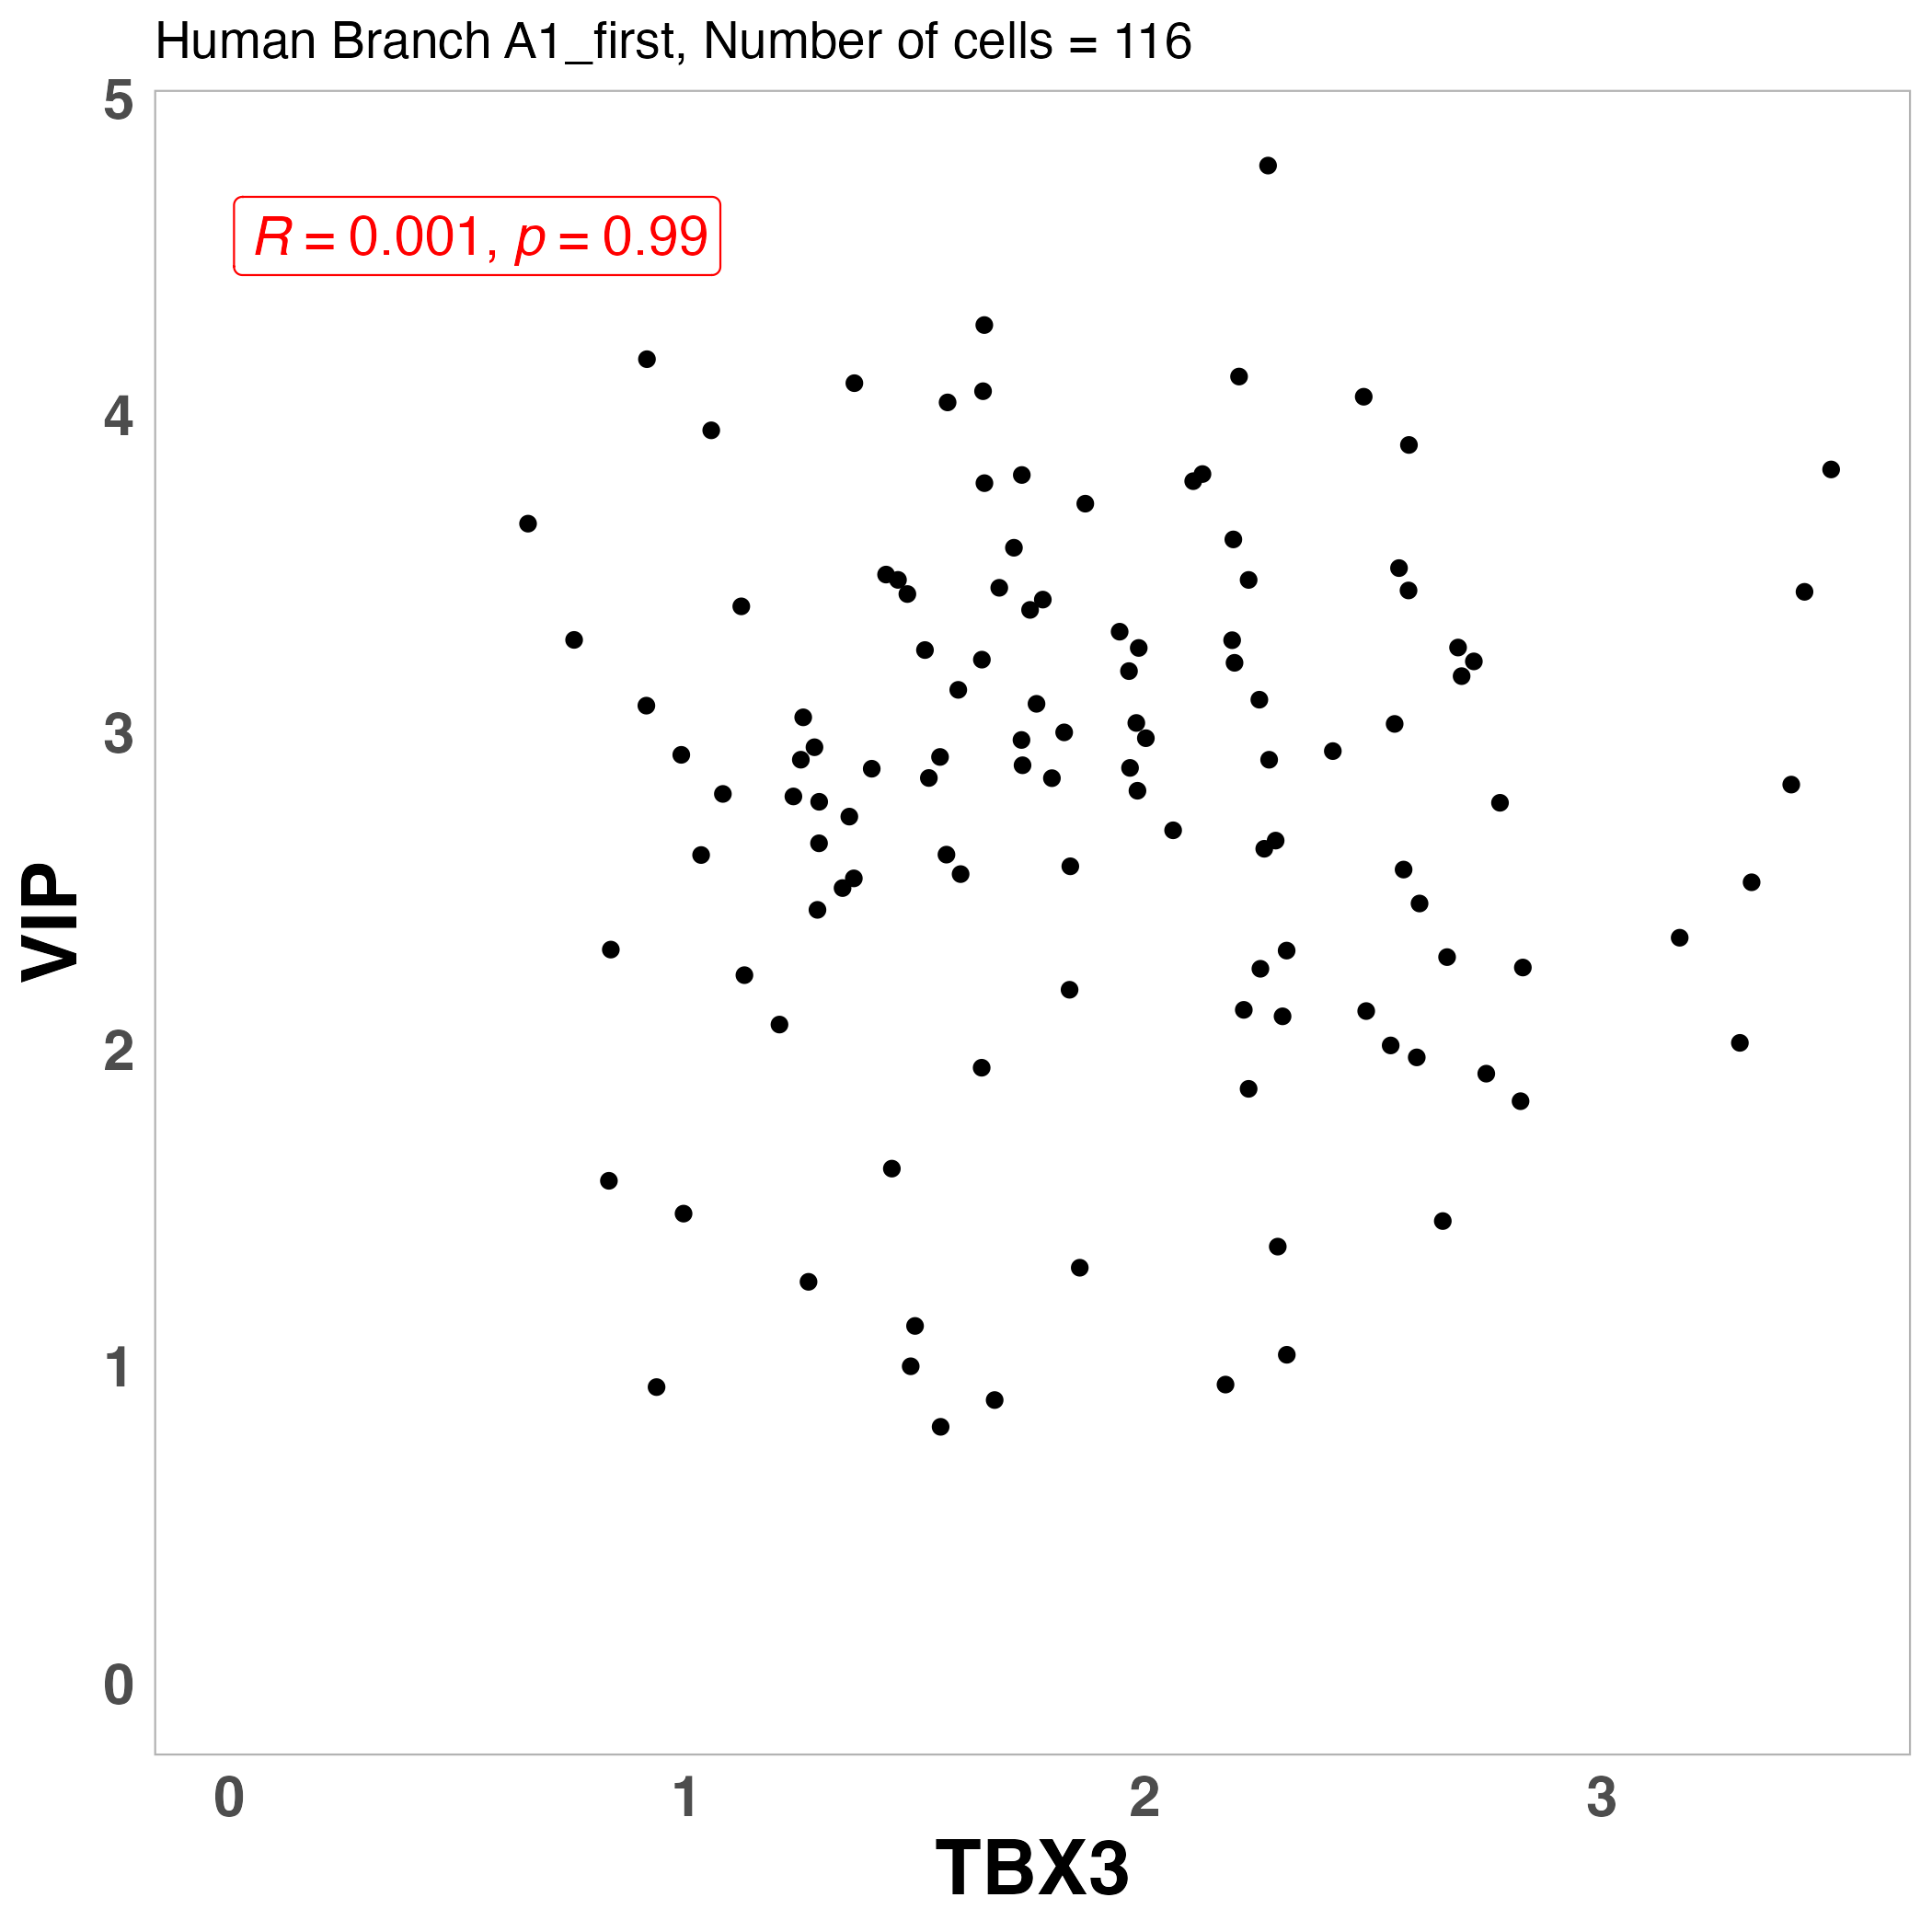 Human Branch A1_first, Number of cells = 116
5
R = 0.001, p = 0.99
4
3
VIP
2
1
0
0 1 2 3
TBX3